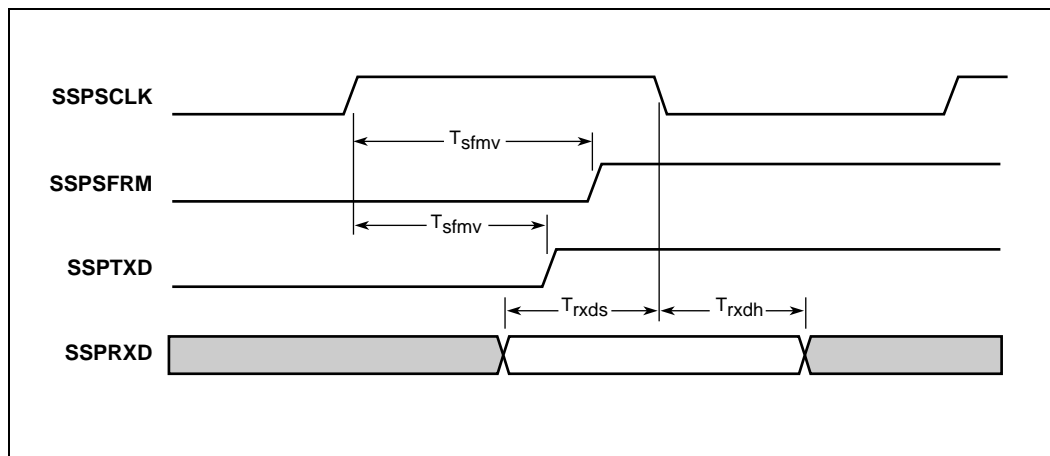 SSPSCLK
Tsfmv
SSPSFRM
Tsfmv
SSPTXD
Trxds
Trxdh
SSPRXD